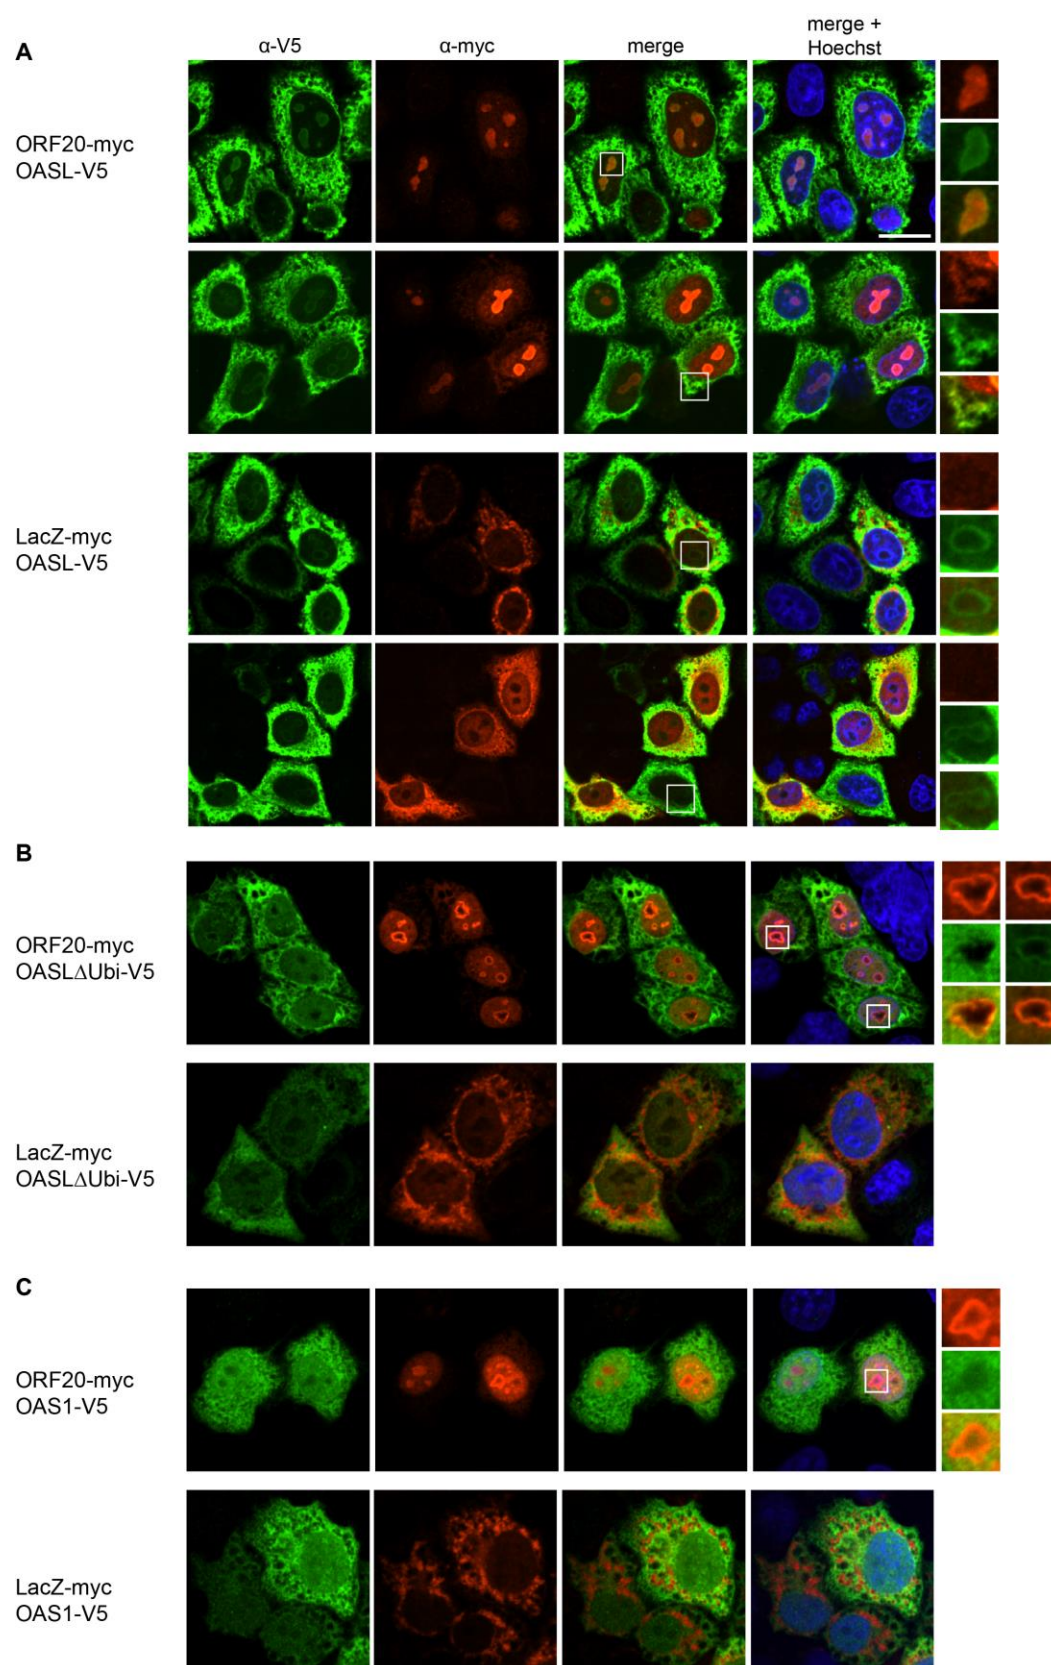 A
α-V5
α-myc
merge
merge +
Hoechst
ORF20-myc
OASL-V5
LacZ-myc
OASL-V5
B
ORF20-myc
OASLΔUbi-V5
LacZ-myc
OASLΔUbi-V5
C
ORF20-myc
OAS1-V5
LacZ-myc
OAS1-V5